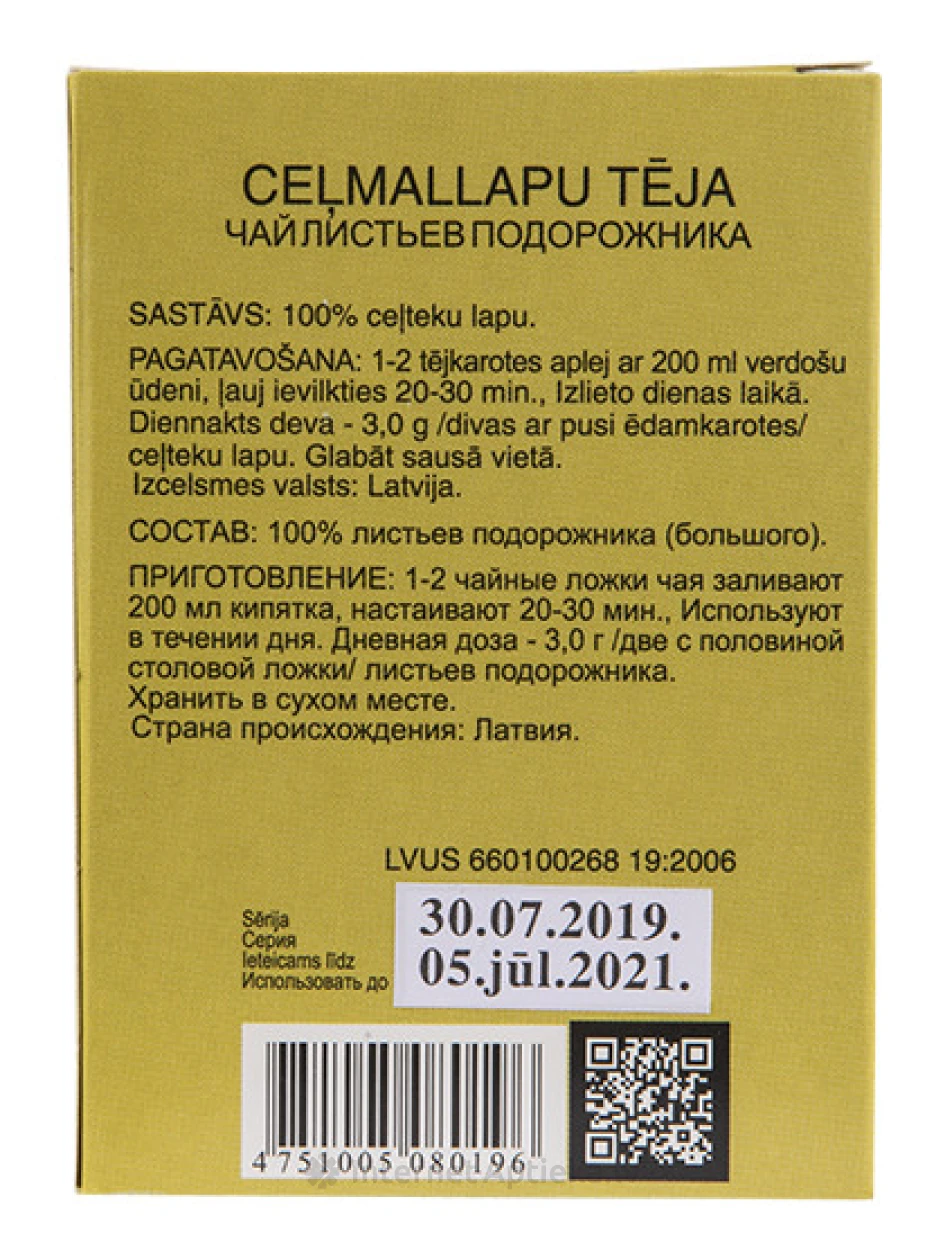 CEĻMALLAPU TĒJA
ЧАЙ ЛИСТЬЕВ ПОДОРОЖНИКА
SASTĀVS: 100% ceļteku lapu.
PAGATAVOŠANA: 1-2 tējkarotes aplej ar 200 ml verdošu
ūdeni, ļauj ievilkties 20-30 min., Izlieto dienas laikā.
Diennakts deva - 3,0 g /divas ar pusi ēdamkarotes/
ceļteku lapu. Glabāt sausā vietā.
Izcelsmes valsts: Latvija.
СОСТАВ: 100% листьев подорожника (большого).
ПРИГОТОВЛЕНИЕ: 1-2 чайные ложки чая заливают
200 мл кипятка, настаивают 20-30 мин., Используют
в течении дня. Дневная доза - 3,0 г /две с половиной
столовой ложки/ листьев подорожника.
Хранить в сухом месте.
Страна происхождения: Латвия.
LVUS 660100268 19:2006
Sērija
Серия
Ieteicams līdz
Использовать до
30.07.2019.
05.jūl.2021.
4 751005 080196
Internet Aptie